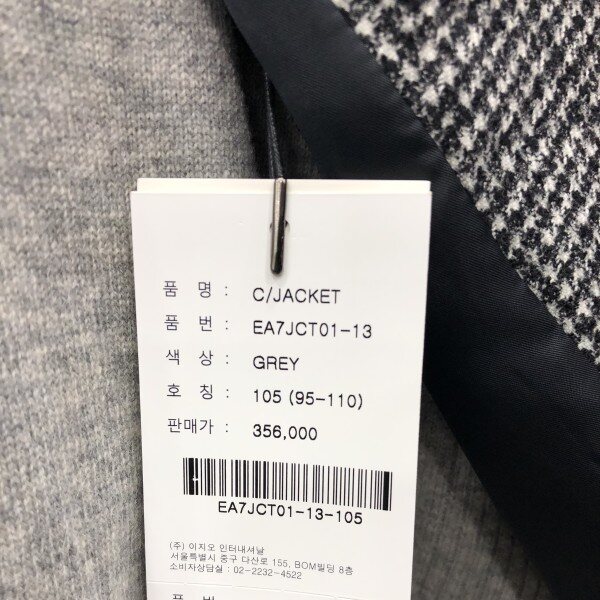 품 명 : C/JACKET
품 번 : EA7JCT01-13
색 상 : GREY
호 칭 : 105 (95-110)
판매가 : 356,000
EA7JCT01-13-105
(주) 이지오 인터내셔날
서울특별시 중구 다산로 155, BOM빌딩 8층
소비자상담실 : 02-2232-4522